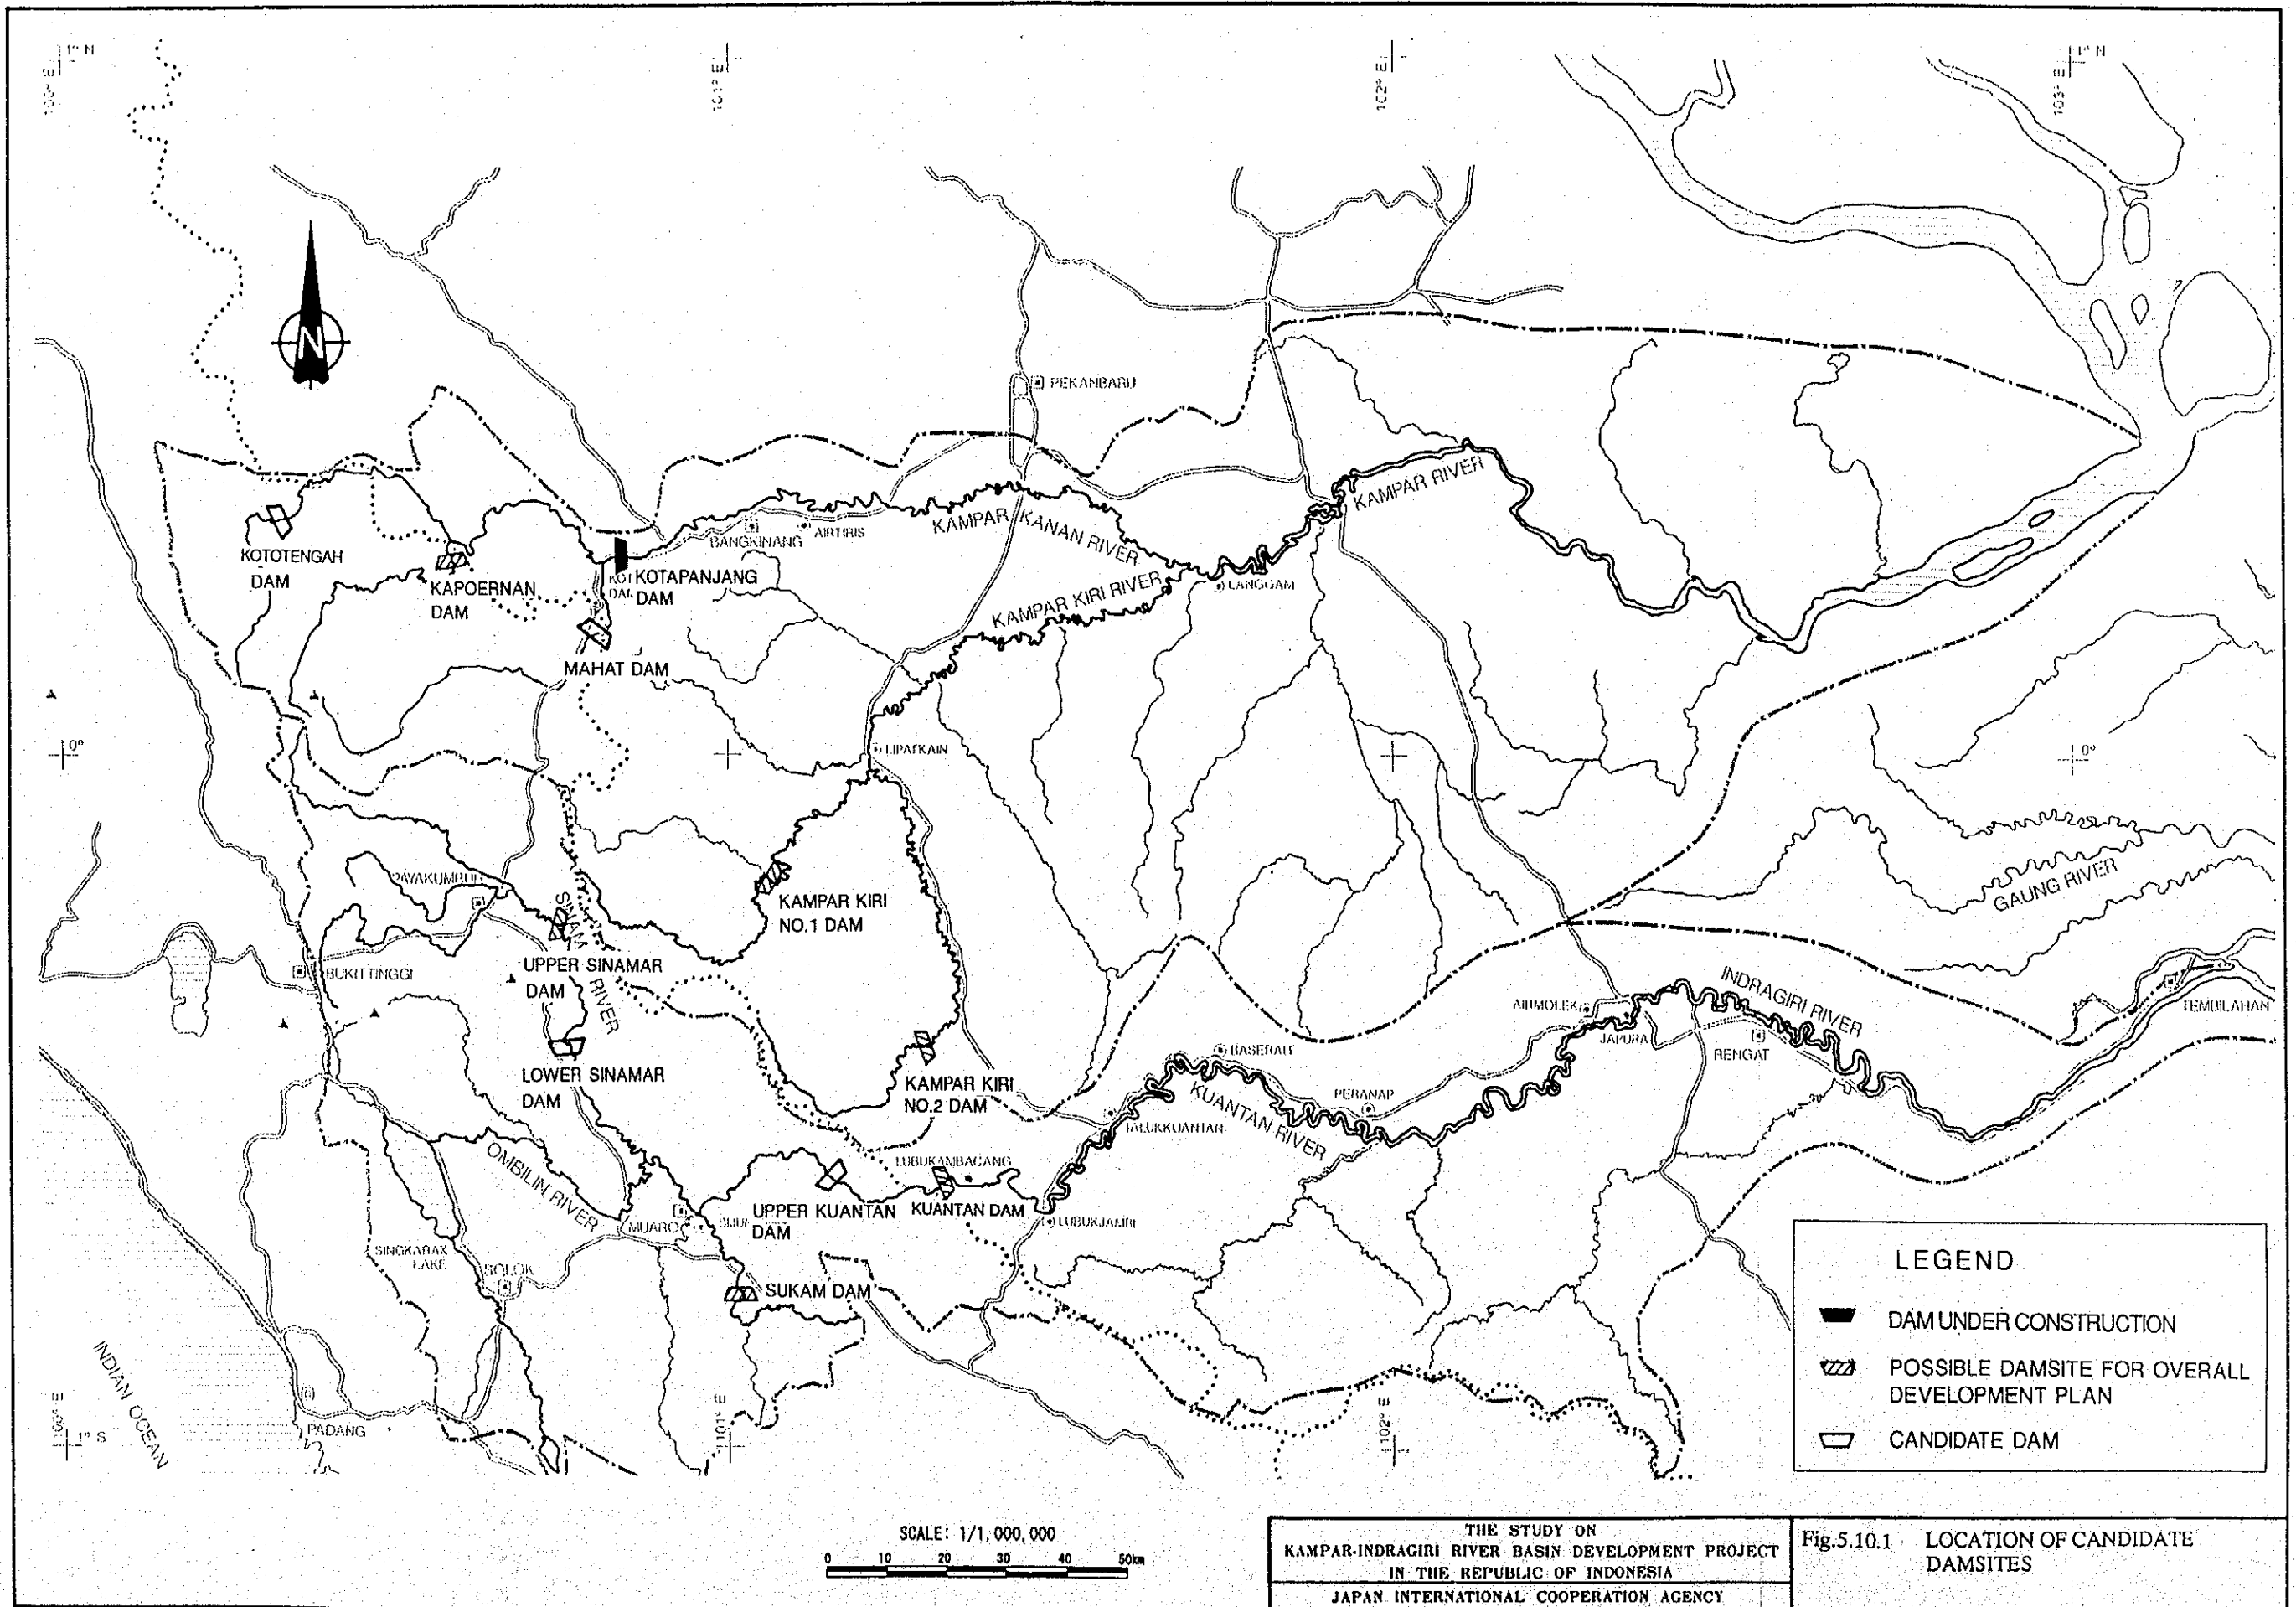 1° N
100° E
101° E
102° E
103° E
1° N
N
PEKANBARU
KAMPAR RIVER
KAMPAR KANAN RIVER
BANGKINANG
AIRTIRIS
KOTOTENGAH
DAM
KAPOERNAN
DAM
KOTAPANJANG
DAM
KAMPAR KIRI RIVER
LANGGAM
MAHAT DAM
0°
LIPATKAIN
0°
PAYAKUMBUH
SINAMAR RIVER
KAMPAR KIRI
NO.1 DAM
GAUNG RIVER
BUKITTINGGI
UPPER SINAMAR
DAM
INDRAGIRI RIVER
AIRMOLEK
JAPURA
RENGAT
TEMBILAHAN
LOWER SINAMAR
DAM
KAMPAR KIRI
NO.2 DAM
BASERAH
PERANAP
KUANTAN RIVER
TALUKKUANTAN
OMBILIN RIVER
LUBUKAMBACANG
MUARO
UPPER KUANTAN
DAM
KUANTAN DAM
LUBUKJAMBI
SINGKARAK
LAKE
SOLOK
SUKAM DAM
INDIAN OCEAN
PADANG
100° E
1° S
101° E
102° E
LEGEND
DAM UNDER CONSTRUCTION
POSSIBLE DAMSITE FOR OVERALL
DEVELOPMENT PLAN
CANDIDATE DAM
SCALE: 1/1,000,000
0 10 20 30 40 50km
THE STUDY ON
KAMPAR-INDRAGIRI RIVER BASIN DEVELOPMENT PROJECT
IN THE REPUBLIC OF INDONESIA
JAPAN INTERNATIONAL COOPERATION AGENCY
Fig.5.10.1 LOCATION OF CANDIDATE
DAMSITES